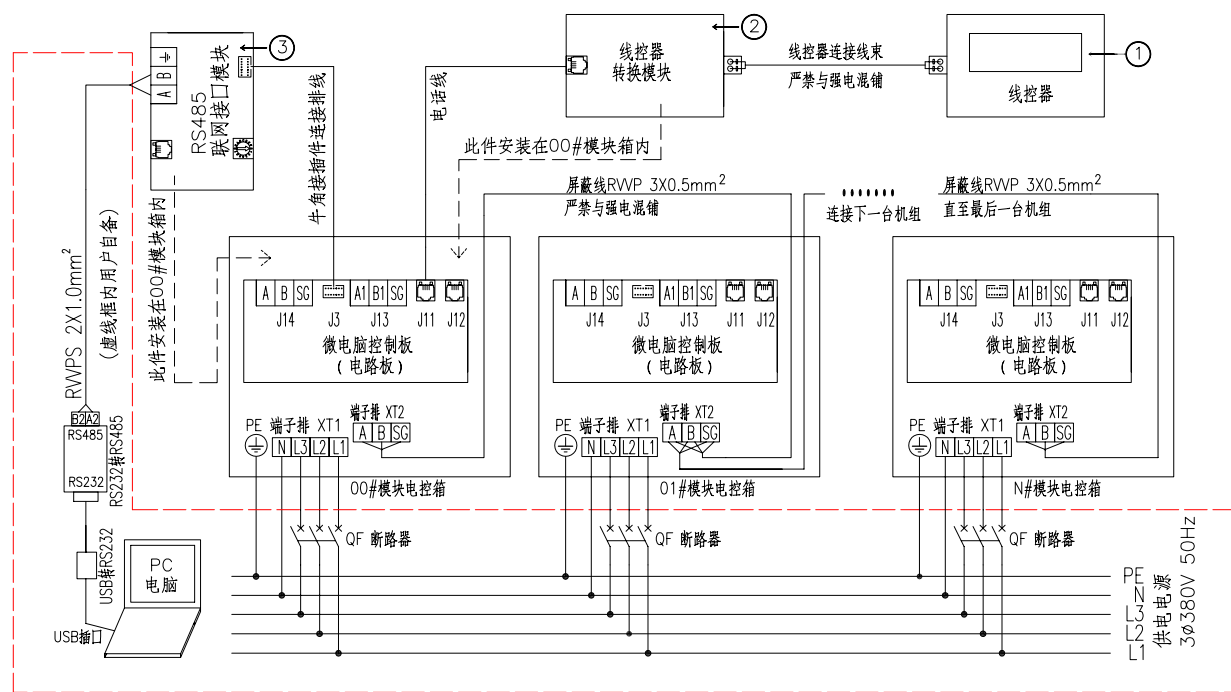 ③
A B
RS485
联网接口模块
②
线控器
转换模块
线控器连接线束
严禁与强电混铺
①
线控器
牛角接插件连接排线
电话线
此件安装在00#模块箱内
此件安装在00#模块箱内
屏蔽线RVVP 3X0.5mm²
严禁与强电混铺
连接下一台机组
屏蔽线RVVP 3X0.5mm²
直至最后一台机组
RVVPS 2X1.0mm²
(虚线框内用户自备)
A B SG A1 B1 SG
J14 J3 J13 J11 J12
微电脑控制板
(电路板)
PE 端子排 XT1
N L3 L2 L1
端子排 XT2
A B SG
00#模块电控箱
A B SG A1 B1 SG
J14 J3 J13 J11 J12
微电脑控制板
(电路板)
PE 端子排 XT1
N L3 L2 L1
端子排 XT2
A B SG
01#模块电控箱
A B SG A1 B1 SG
J14 J3 J13 J11 J12
微电脑控制板
(电路板)
PE 端子排 XT1
N L3 L2 L1
端子排 XT2
A B SG
N#模块电控箱
B2 A2
RS485
RS232
RS232转RS485
USB转RS232
PC
电脑
USB插口
QF 断路器
QF 断路器
QF 断路器
PE
N
L3
L2
L1
供电电源
3ø380V 50Hz